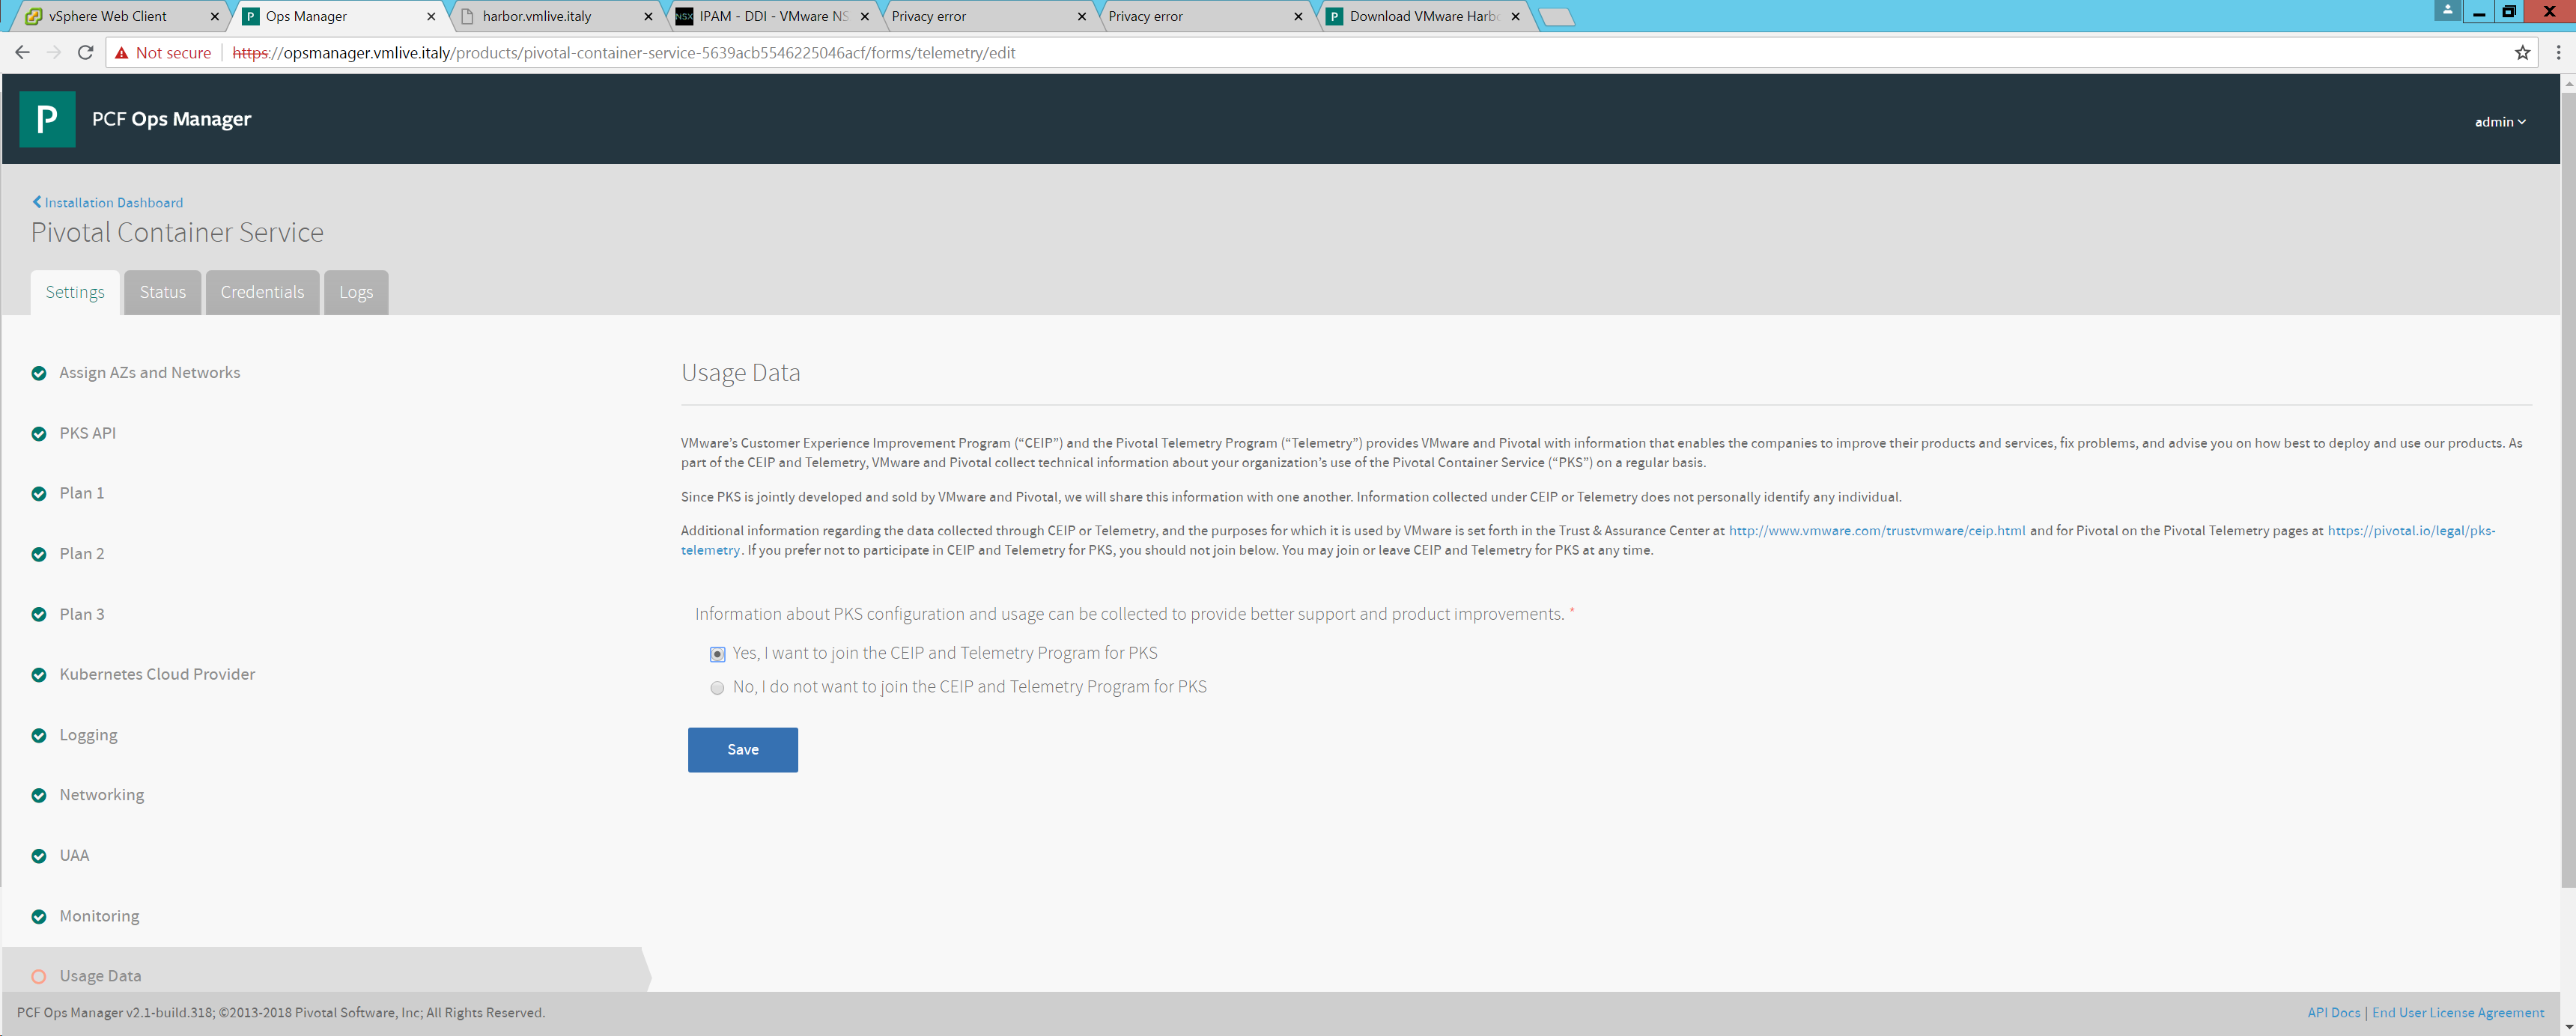 vSphere Web Client
Ops Manager
harbor.vmlive.italy
IPAM - DDI - VMware NS
Privacy error
Privacy error
Download VMware Harbo
Not secure
https://opsmanager.vmlive.italy/products/pivotal-container-service-5639acb5546225046acf/forms/telemetry/edit
P
PCF Ops Manager
admin
Installation Dashboard
Pivotal Container Service
Settings
Status
Credentials
Logs
Assign AZs and Networks
PKS API
Plan 1
Plan 2
Plan 3
Kubernetes Cloud Provider
Logging
Networking
UAA
Monitoring
Usage Data
Usage Data
VMware's Customer Experience Improvement Program (“CEIP”) and the Pivotal Telemetry Program (“Telemetry”) provides VMware and Pivotal with information that enables the companies to improve their products and services, fix problems, and advise you on how best to deploy and use our products. As
part of the CEIP and Telemetry, VMware and Pivotal collect technical information about your organization's use of the Pivotal Container Service (“PKS”) on a regular basis.
Since PKS is jointly developed and sold by VMware and Pivotal, we will share this information with one another. Information collected under CEIP or Telemetry does not personally identify any individual.
Additional information regarding the data collected through CEIP or Telemetry, and the purposes for which it is used by VMware is set forth in the Trust & Assurance Center at http://www.vmware.com/trustvmware/ceip.html and for Pivotal on the Pivotal Telemetry pages at https://pivotal.io/legal/pks-
telemetry. If you prefer not to participate in CEIP and Telemetry for PKS, you should not join below. You may join or leave CEIP and Telemetry for PKS at any time.
Information about PKS configuration and usage can be collected to provide better support and product improvements. *
Yes, I want to join the CEIP and Telemetry Program for PKS
No, I do not want to join the CEIP and Telemetry Program for PKS
Save
PCF Ops Manager v2.1-build.318; ©2013-2018 Pivotal Software, Inc; All Rights Reserved.
API Docs | End User License Agreement